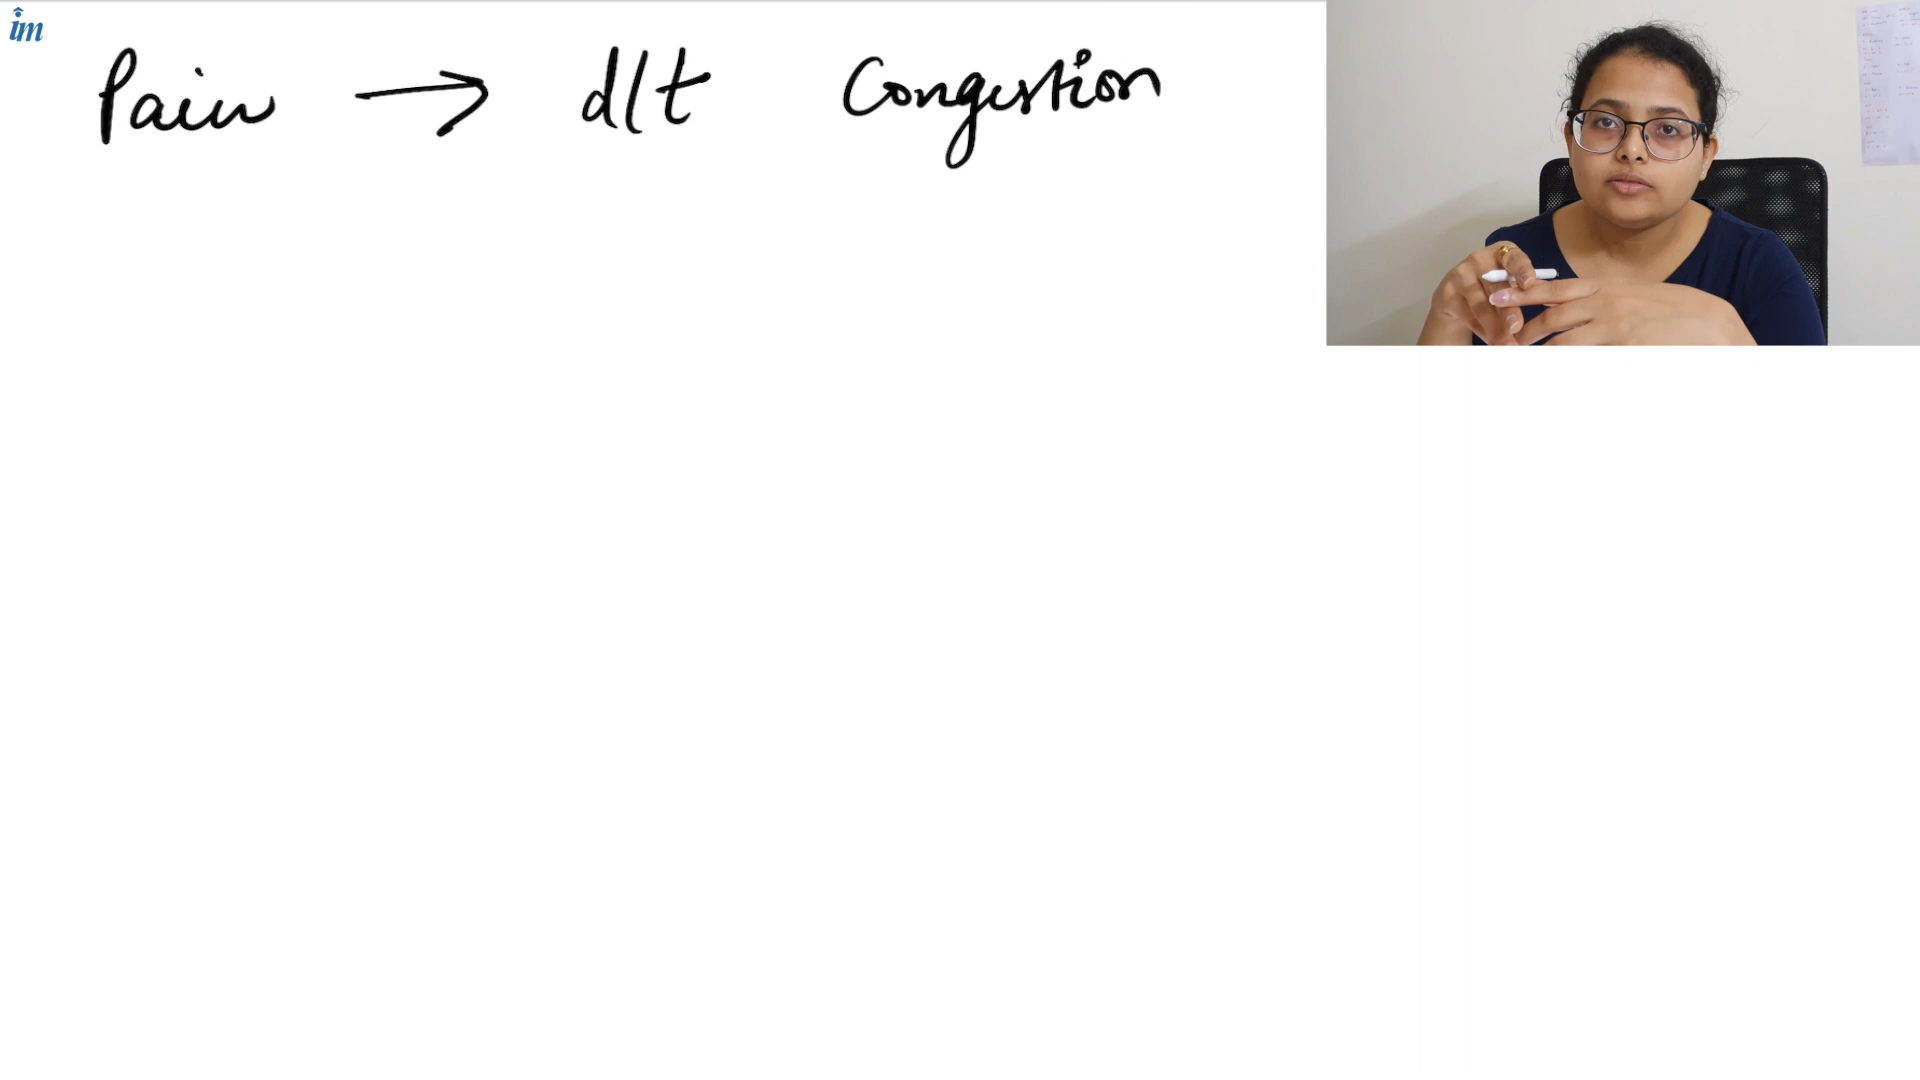 im
Pain → d/t Congestion